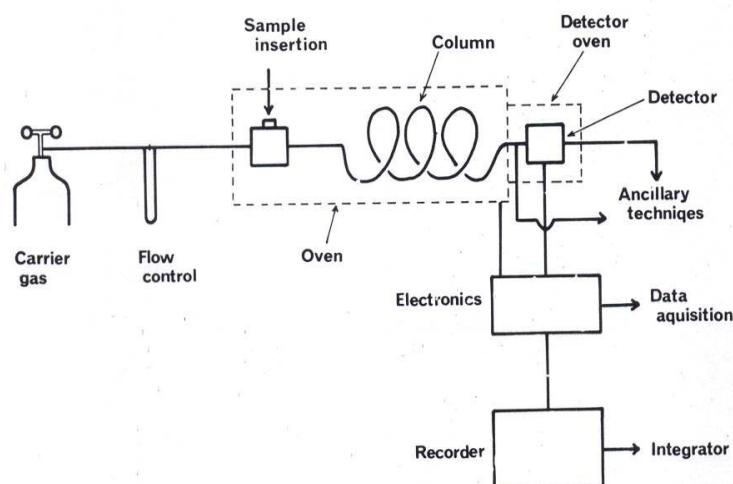 Sample
insertion
Column
Detector
oven
Detector
Ancillary
techniqes
Carrier
gas
Flow
control
Oven
Electronics
Data
aquisition
Recorder
Integrator